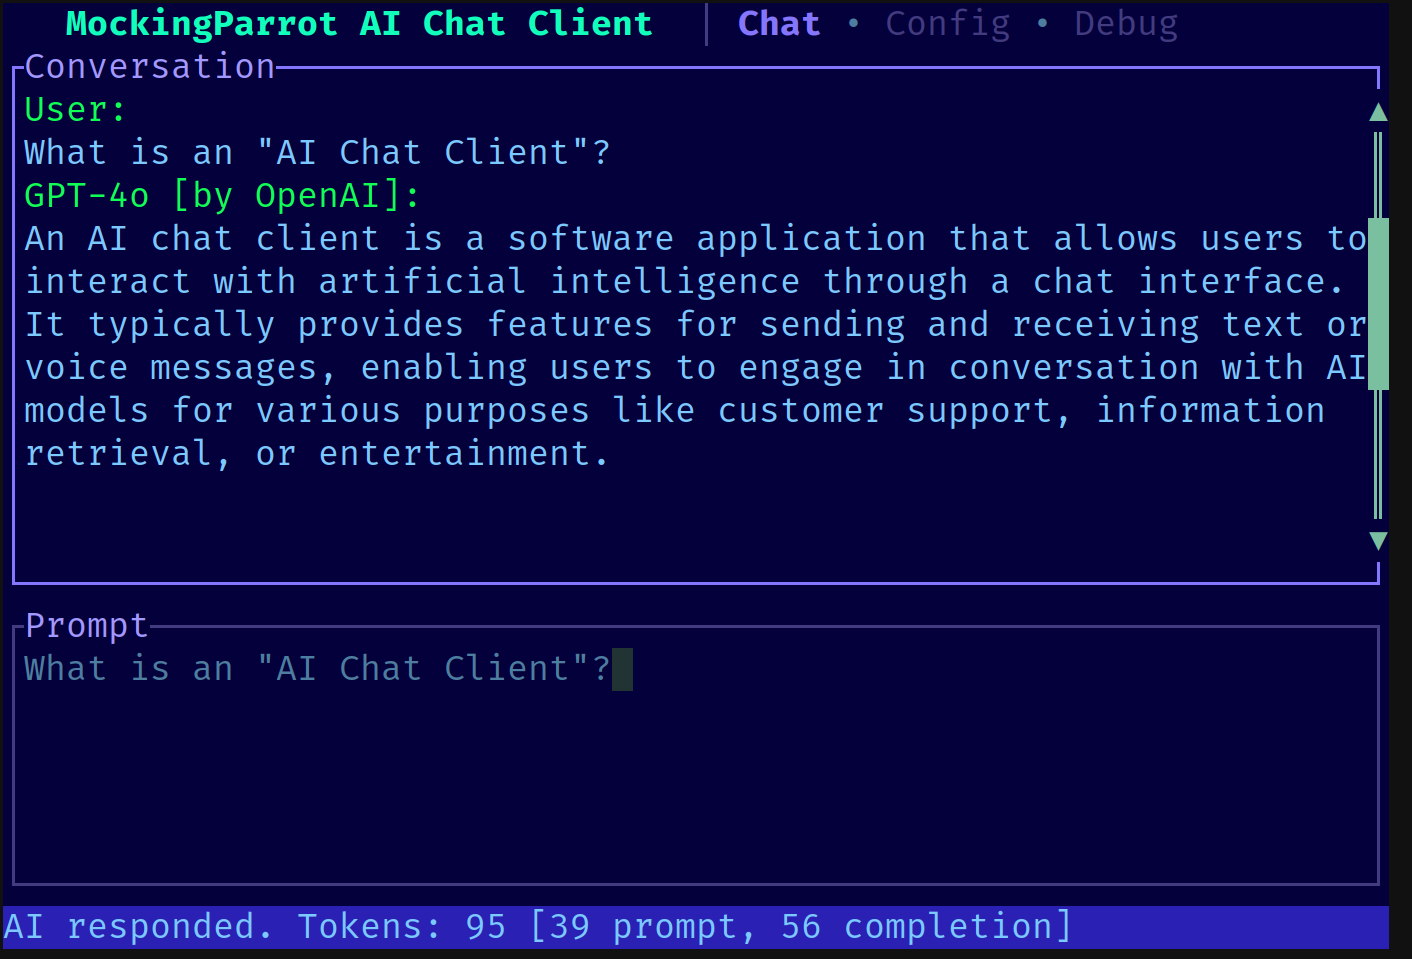 MockingParrot AI Chat Client │ Chat • Config • Debug
Conversation
User:
What is an "AI Chat Client"?
GPT-4o [by OpenAI]:
An AI chat client is a software application that allows users to
interact with artificial intelligence through a chat interface.
It typically provides features for sending and receiving text or
voice messages, enabling users to engage in conversation with AI
models for various purposes like customer support, information
retrieval, or entertainment.
Prompt
What is an "AI Chat Client"?
AI responded. Tokens: 95 [39 prompt, 56 completion]